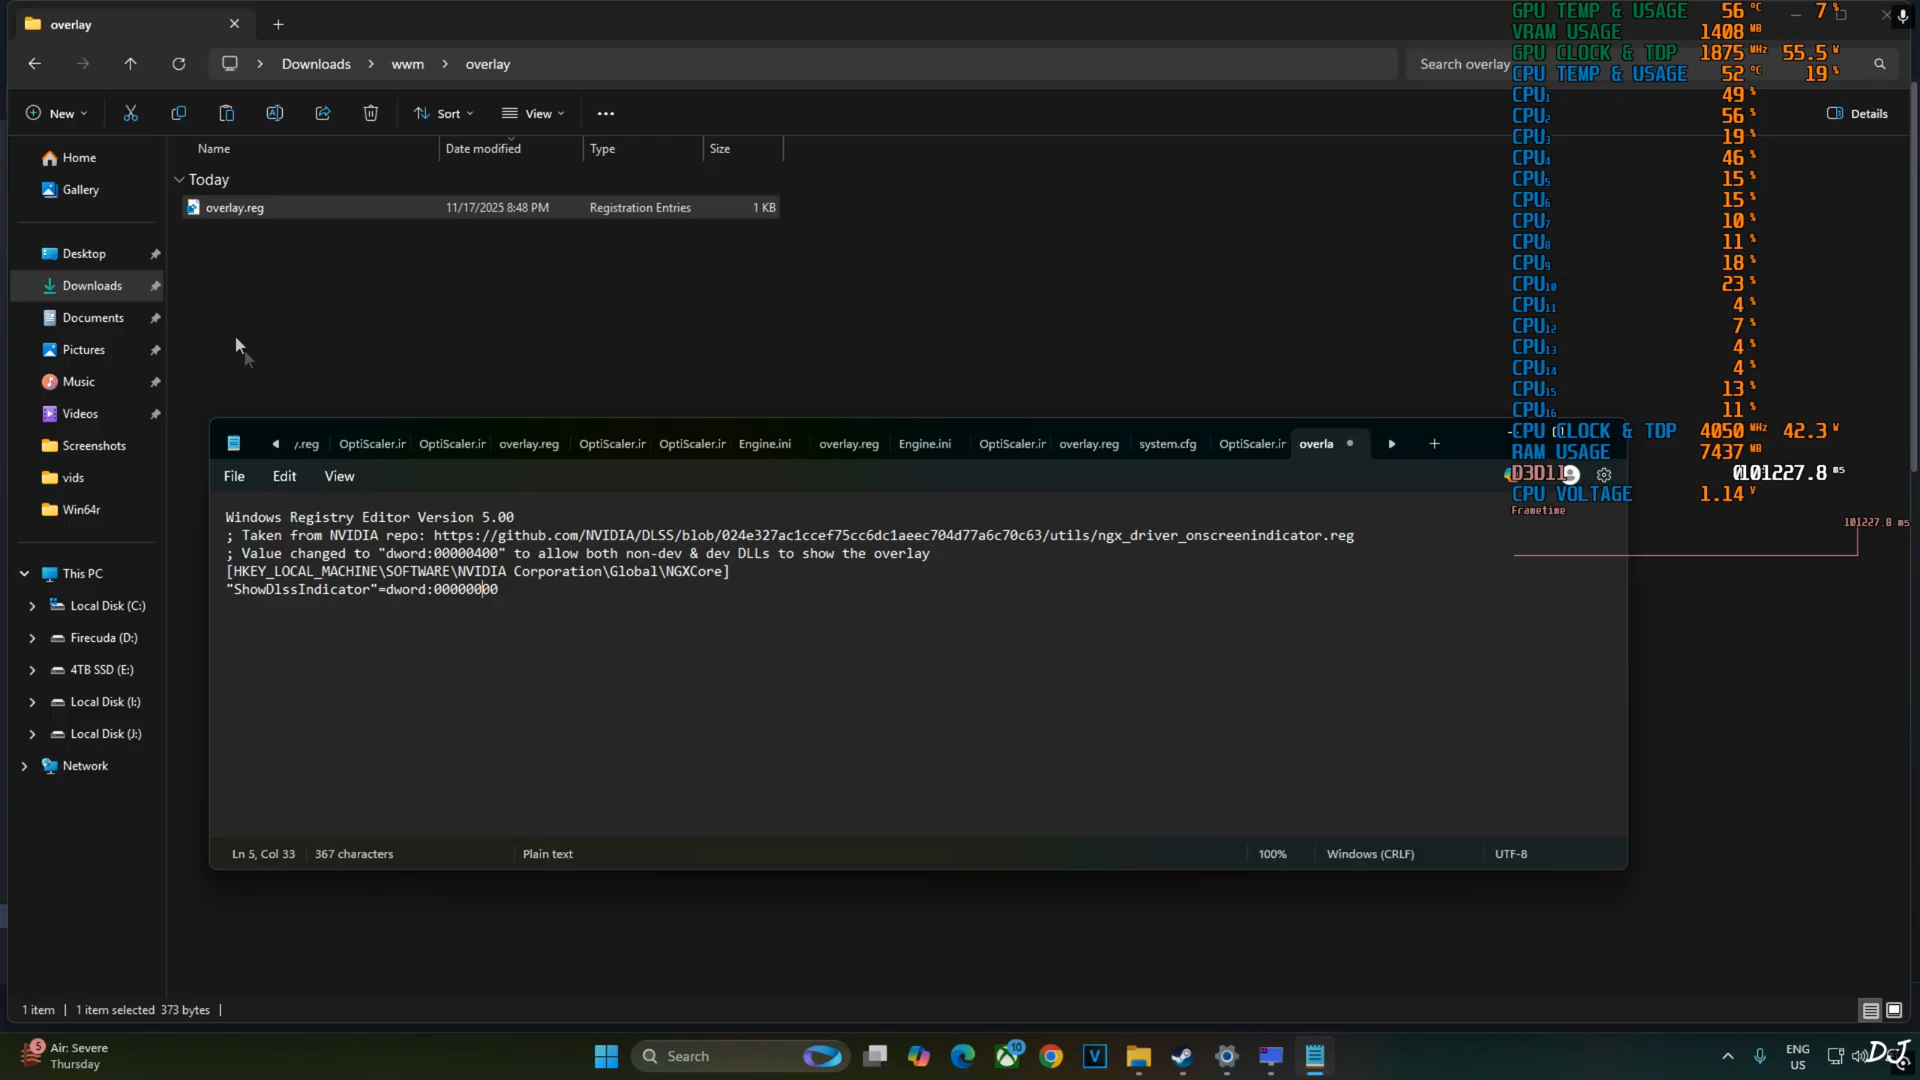 overlay
Downloads > wwm > overlay
Search overlay
New
Sort
View
Details
Name
Date modified
Type
Size
Today
overlay.reg
11/17/2025 8:48 PM
Registration Entries
1 KB
Home
Gallery
Desktop
Downloads
Documents
Pictures
Music
Videos
Screenshots
vids
Win64r
This PC
Local Disk (C:)
Firecuda (D:)
4TB SSD (E:)
Local Disk (I:)
Local Disk (J:)
Network
GPU TEMP & USAGE 56 °C 7 %
VRAM USAGE 1408 MB
GPU CLOCK & TDP 1875 MHz 55.5 W
CPU TEMP & USAGE 52 °C 19 %
CPU1 49 %
CPU2 56 %
CPU3 19 %
CPU4 46 %
CPU5 15 %
CPU6 15 %
CPU7 10 %
CPU8 11 %
CPU9 18 %
CPU10 23 %
CPU11 4 %
CPU12 7 %
CPU13 4 %
CPU14 4 %
CPU15 13 %
CPU16 11 %
CPU CLOCK & TDP 4050 MHz 42.3 W
RAM USAGE 7437 MB
D3D11 101227.8 ms
CPU VOLTAGE 1.14 V
Frametime
101227.8 ms
.reg OptiScaler.ir OptiScaler.ir overlay.reg OptiScaler.ir OptiScaler.ir Engine.ini overlay.reg Engine.ini OptiScaler.ir overlay.reg system.cfg OptiScaler.ir overla
File Edit View
Windows Registry Editor Version 5.00
; Taken from NVIDIA repo: https://github.com/NVIDIA/DLSS/blob/024e327ac1ccef75cc6dc1aeec704d77a6c70c63/utils/ngx_driver_onscreenindicator.reg
; Value changed to "dword:00000400" to allow both non-dev & dev DLLs to show the overlay
[HKEY_LOCAL_MACHINE\SOFTWARE\NVIDIA Corporation\Global\NGXCore]
"ShowDlssIndicator"=dword:00000000
Ln 5, Col 33
367 characters
Plain text
100%
Windows (CRLF)
UTF-8
1 item
1 item selected 373 bytes
5
Air: Severe
Thursday
Search
10
V
ENG
US
DJ